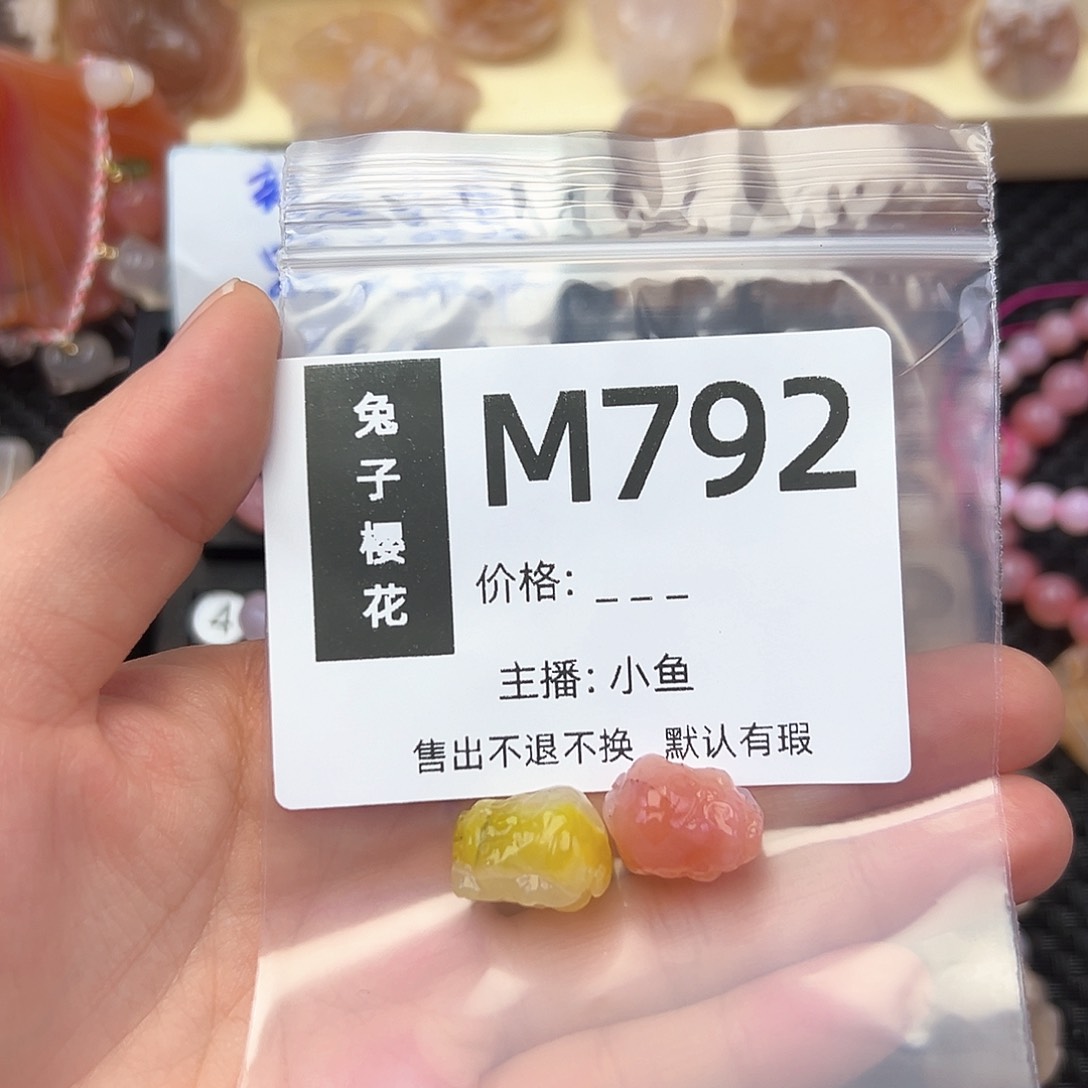 兔子樱花
M792
价格: _ _ _
主播: 小鱼
售出不退不换 默认有瑕
4